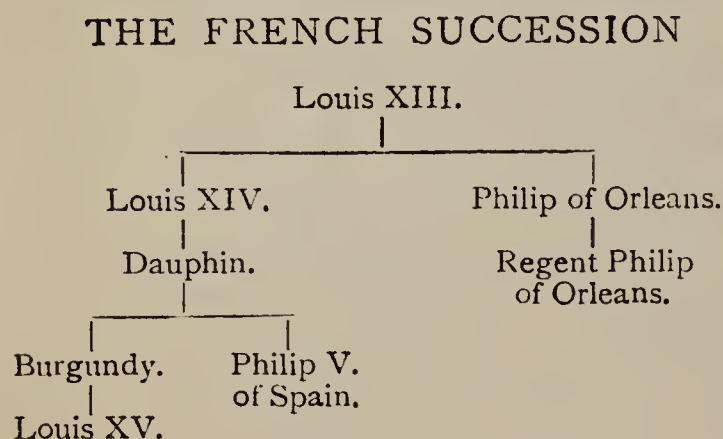 THE FRENCH SUCCESSION
Louis XIII.
Louis XIV. Philip of Orleans.
Dauphin. Regent Philip
of Orleans.
Burgundy. Philip V.
of Spain.
Louis XV.